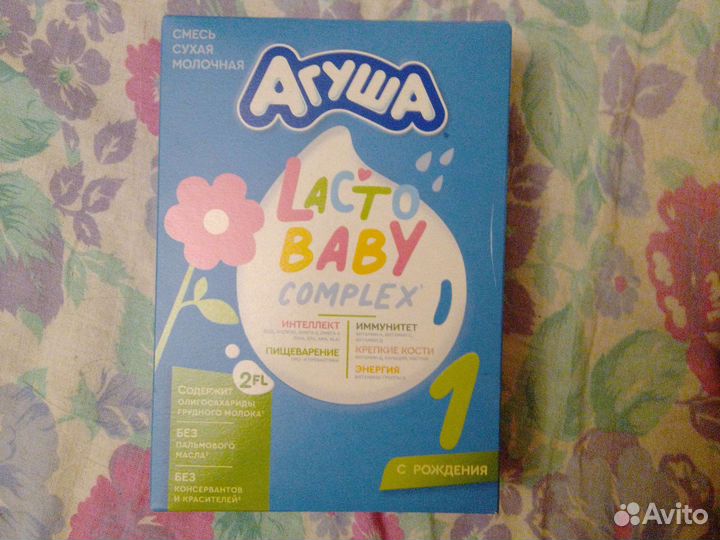 СМЕСЬ
СУХАЯ
МОЛОЧНАЯ
АГУША
LACTO
BABY
COMPLEX
ИНТЕЛЛЕКТ
ПИЩЕВАРЕНИЕ
ИММУНИТЕТ
КРЕПКИЕ КОСТИ
ЭНЕРГИЯ
2FL
СОДЕРЖИТ
ОЛИГОСАХАРИДЫ
ГРУДНОГО МОЛОКА
БЕЗ
ПАЛЬМОВОГО
МАСЛА
БЕЗ
КОНСЕРВАНТОВ
И КРАСИТЕЛЕЙ
1
С РОЖДЕНИЯ
Avito